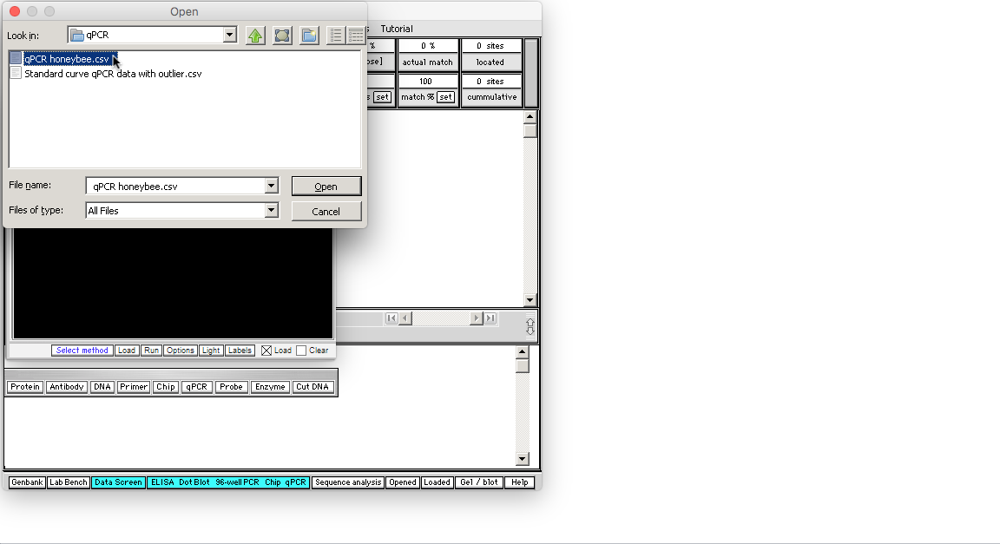 Open
Look in:
qPCR
qPCR honeybee.csv
Standard curve qPCR data with outlier.csv
File name:
qPCR honeybee.csv
Open
Files of type:
All Files
Cancel
Tutorial
% 0 % 0 sites
actual match located
100 0 sites
set match % set cummulative
Select method Load Run Options Light Labels Load Clear
Protein Antibody DNA Primer Chip qPCR Probe Enzyme Cut DNA
Genbank Lab Bench Data Screen ELISA Dot Blot 96-well PCR Chip qPCR Sequence analysis Opened Loaded Gel / blot Help